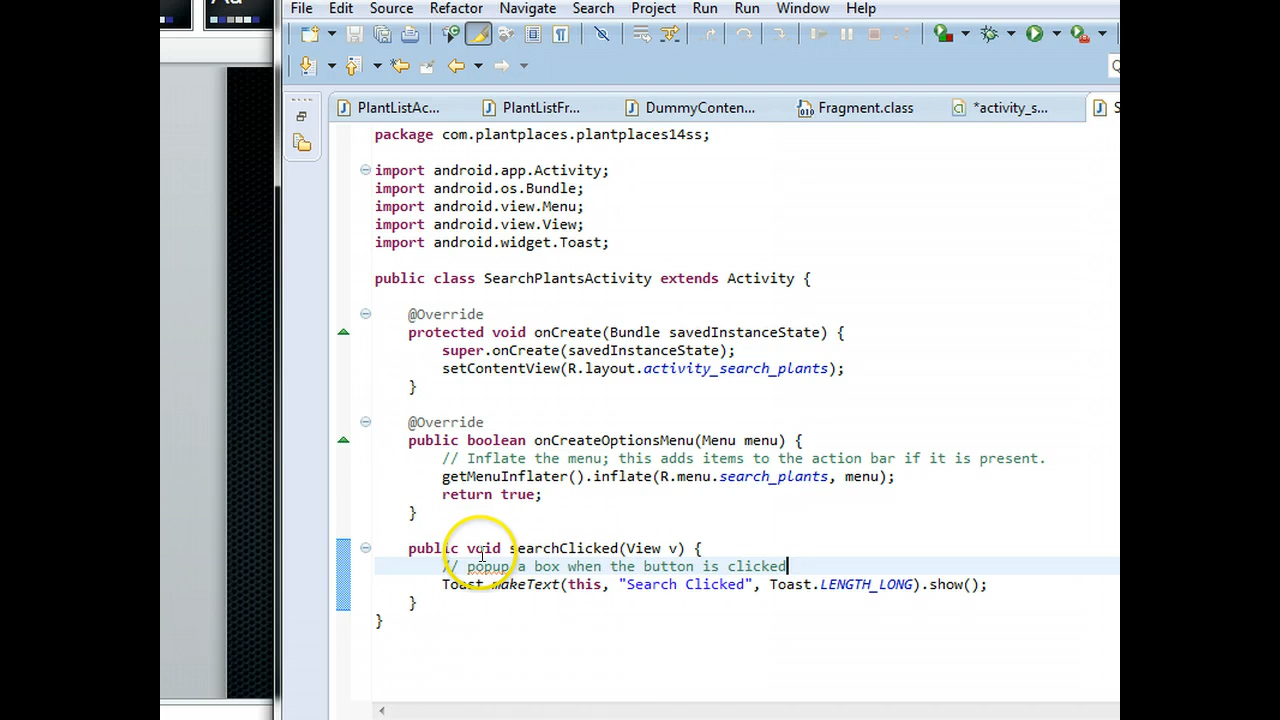 Au
File Edit Source Refactor Navigate Search Project Run Run Window Help
PlantListAc... PlantListFr... DummyConten... Fragment.class *activity_s... S
package com.plantplaces.plantplaces14ss;
import android.app.Activity;
import android.os.Bundle;
import android.view.Menu;
import android.view.View;
import android.widget.Toast;
public class SearchPlantsActivity extends Activity {
@Override
protected void onCreate(Bundle savedInstanceState) {
super.onCreate(savedInstanceState);
setContentView(R.layout.activity_search_plants);
}
@Override
public boolean onCreateOptionsMenu(Menu menu) {
// Inflate the menu; this adds items to the action bar if it is present.
getMenuInflater().inflate(R.menu.search_plants, menu);
return true;
}
public void searchClicked(View v) {
// popup a box when the button is clicked
Toast.makeText(this, "Search Clicked", Toast.LENGTH_LONG).show();
}
}